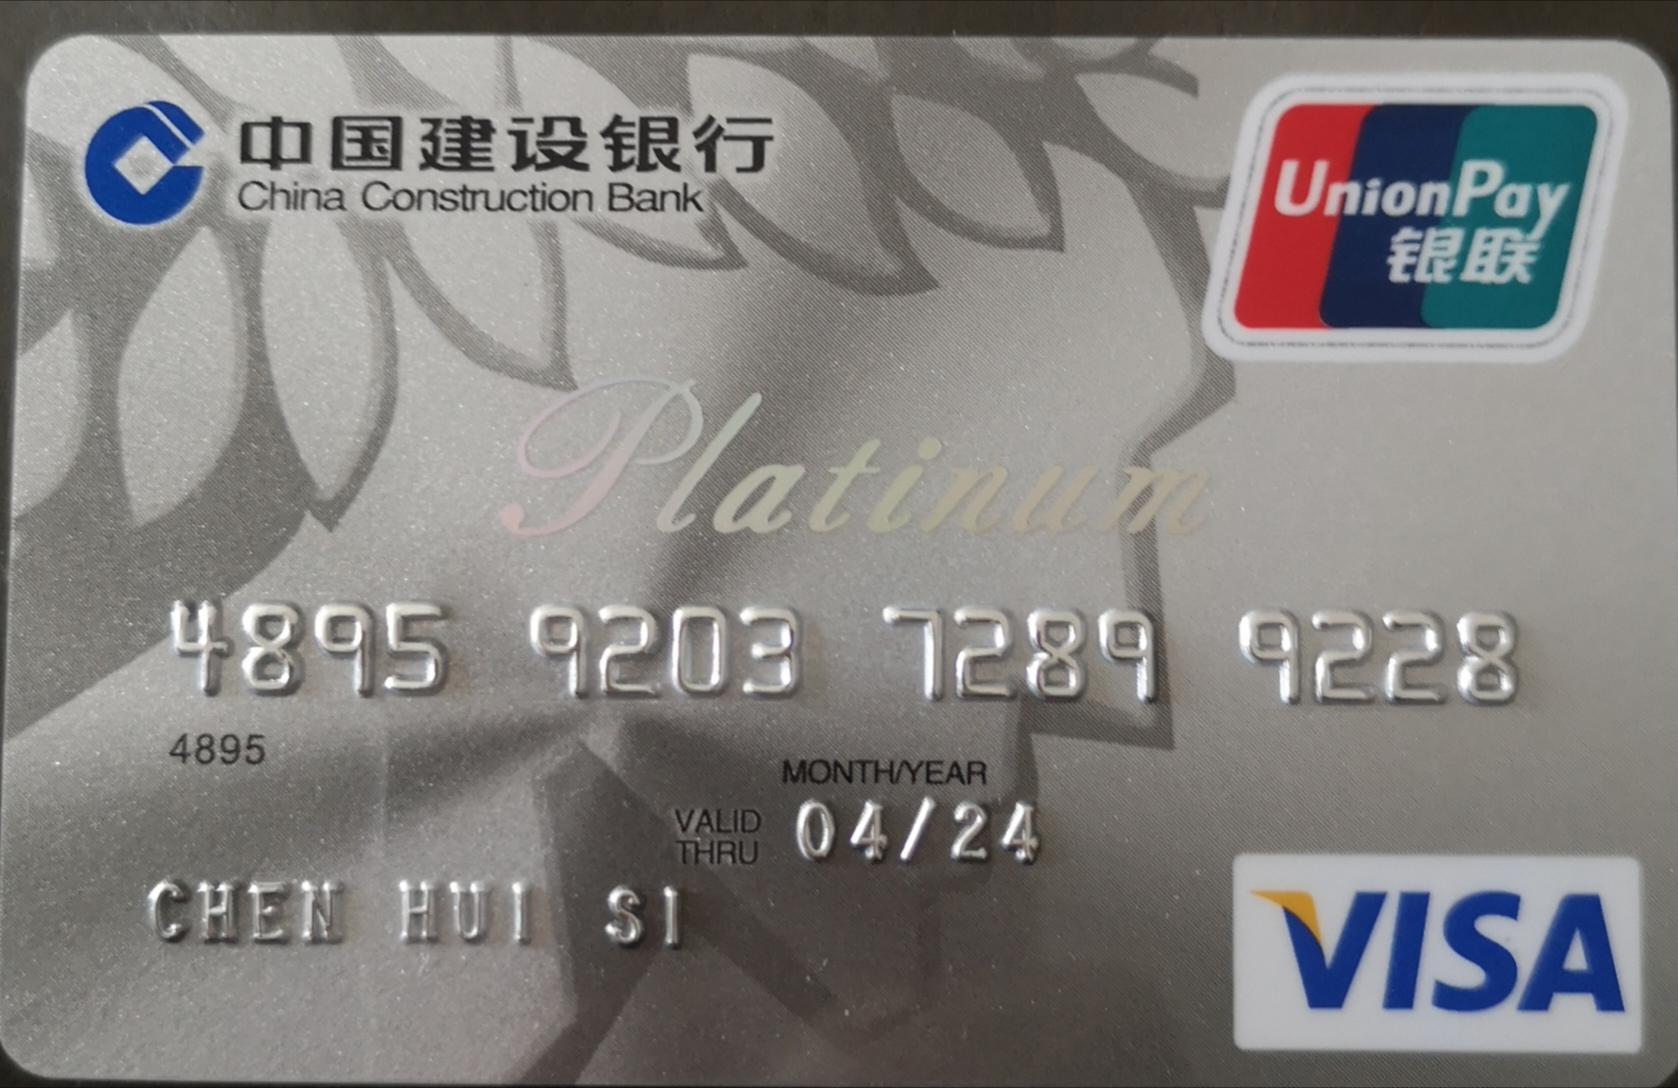 中国建设银行
China Construction Bank
UnionPay
银联
Platinum
4895 9203 7289 9228
4895
MONTH/YEAR
VALID THRU 04/24
CHEN HUI SI
VISA